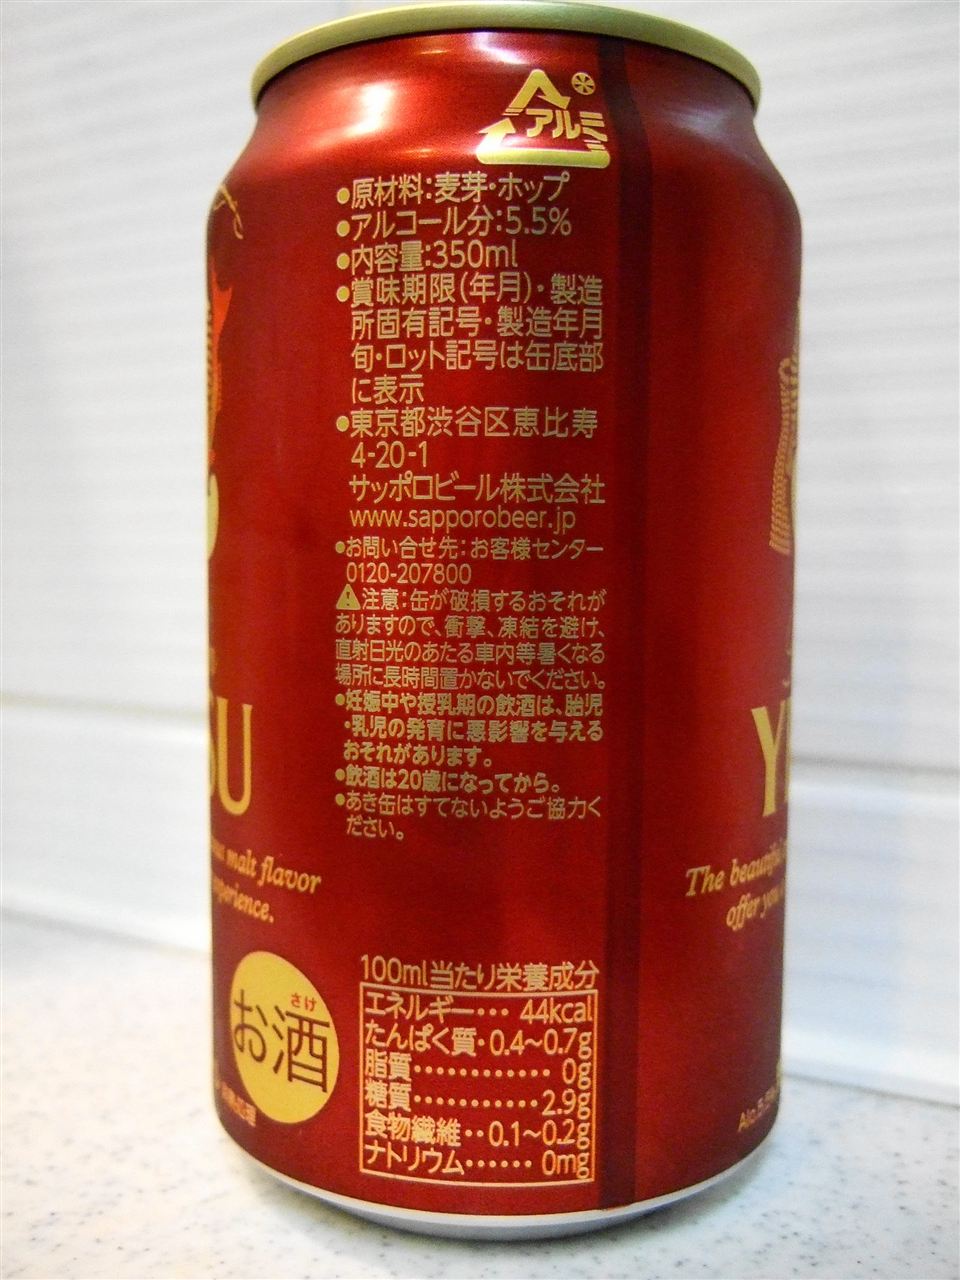 アルミ
●原材料:麦芽・ホップ
●アルコール分:5.5%
●内容量:350ml
●賞味期限(年月)・製造
所固有記号・製造年月
旬・ロット記号は缶底部
に表示
●東京都渋谷区恵比寿
4-20-1
サッポロビール株式会社
www.sapporobeer.jp
●お問い合せ先:お客様センター
0120-207800
⚠注意:缶が破損するおそれが
ありますので、衝撃、凍結を避け、
直射日光のあたる車内等暑くなる
場所に長時間置かないでください。
●妊娠中や授乳期の飲酒は、胎児
・乳児の発育に悪影響を与える
おそれがあります。
●飲酒は20歳になってから。
●あき缶はすてないようご協力く
ださい。
malt flavor
experience.
The beautiful
offer you
さけ
お酒
100ml当たり栄養成分
エネルギー… 44kcal
たんぱく質・0.4~0.7g
脂質………… 0g
糖質………… 2.9g
食物繊維‥0.1~0.2g
ナトリウム…… 0mg